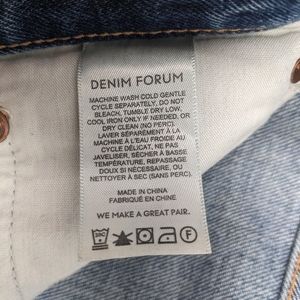 DENIM FORUM
MACHINE WASH COLD GENTLE
CYCLE SEPARATELY, DO NOT
BLEACH, TUMBLE DRY LOW,
COOL IRON ONLY IF NEEDED, OR
DRY CLEAN (NO PERC).
LAVER SÉPARÉMENT À LA
MACHINE À L'EAU FROIDE AU
CYCLE DÉLICAT, NE PAS
JAVELISER, SÉCHER À BASSE
TEMPÉRATURE, REPASSAGE
DOUX SI NÉCESSAIRE, OU
NETTOYER À SEC (SANS PERC).
MADE IN CHINA
FABRIQUÉ EN CHINE
WE MAKE A GREAT PAIR.